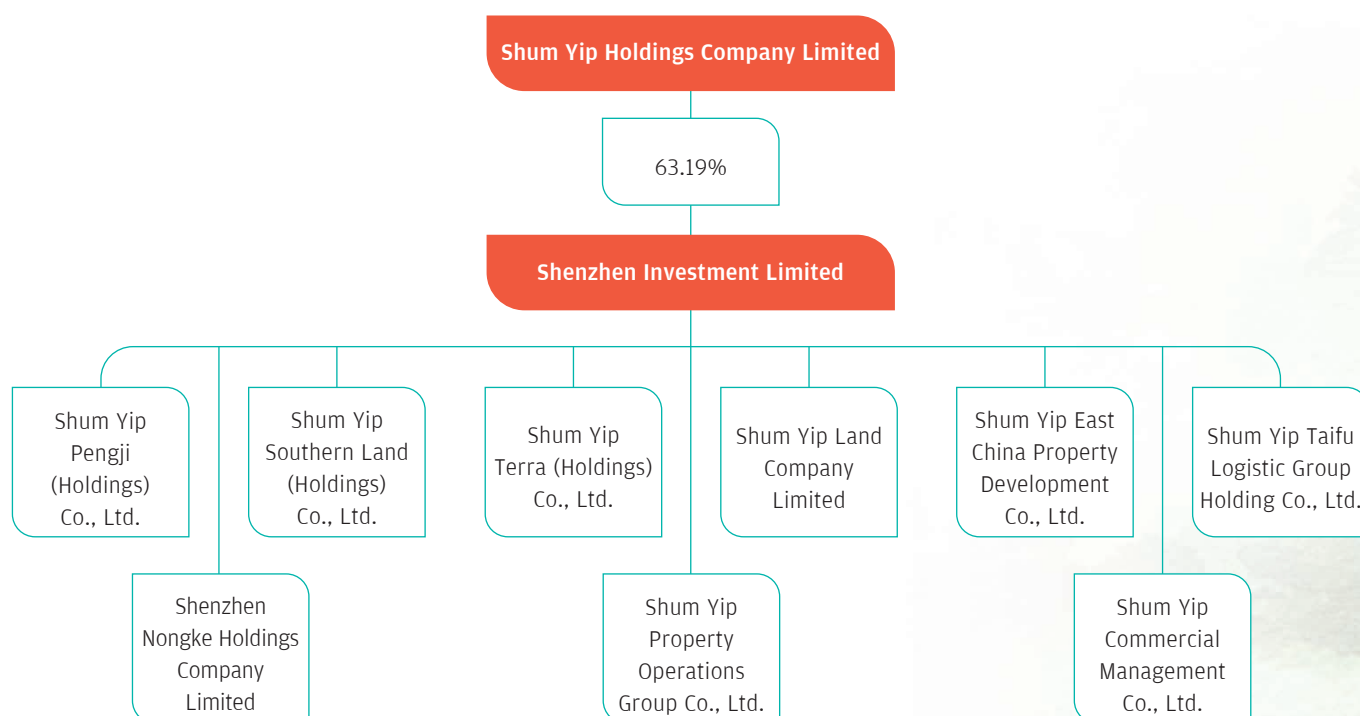 Shum Yip Holdings Company Limited
63.19%
Shenzhen Investment Limited
Shum Yip
Pengji
(Holdings)
Co., Ltd.
Shum Yip
Southern Land
(Holdings)
Co., Ltd.
Shum Yip
Terra (Holdings)
Co., Ltd.
Shum Yip Land
Company
Limited
Shum Yip East
China Property
Development
Co., Ltd.
Shum Yip Taifu
Logistic Group
Holding Co., Ltd.
Shenzhen
Nongke Holdings
Company
Limited
Shum Yip
Property
Operations
Group Co., Ltd.
Shum Yip
Commercial
Management
Co., Ltd.